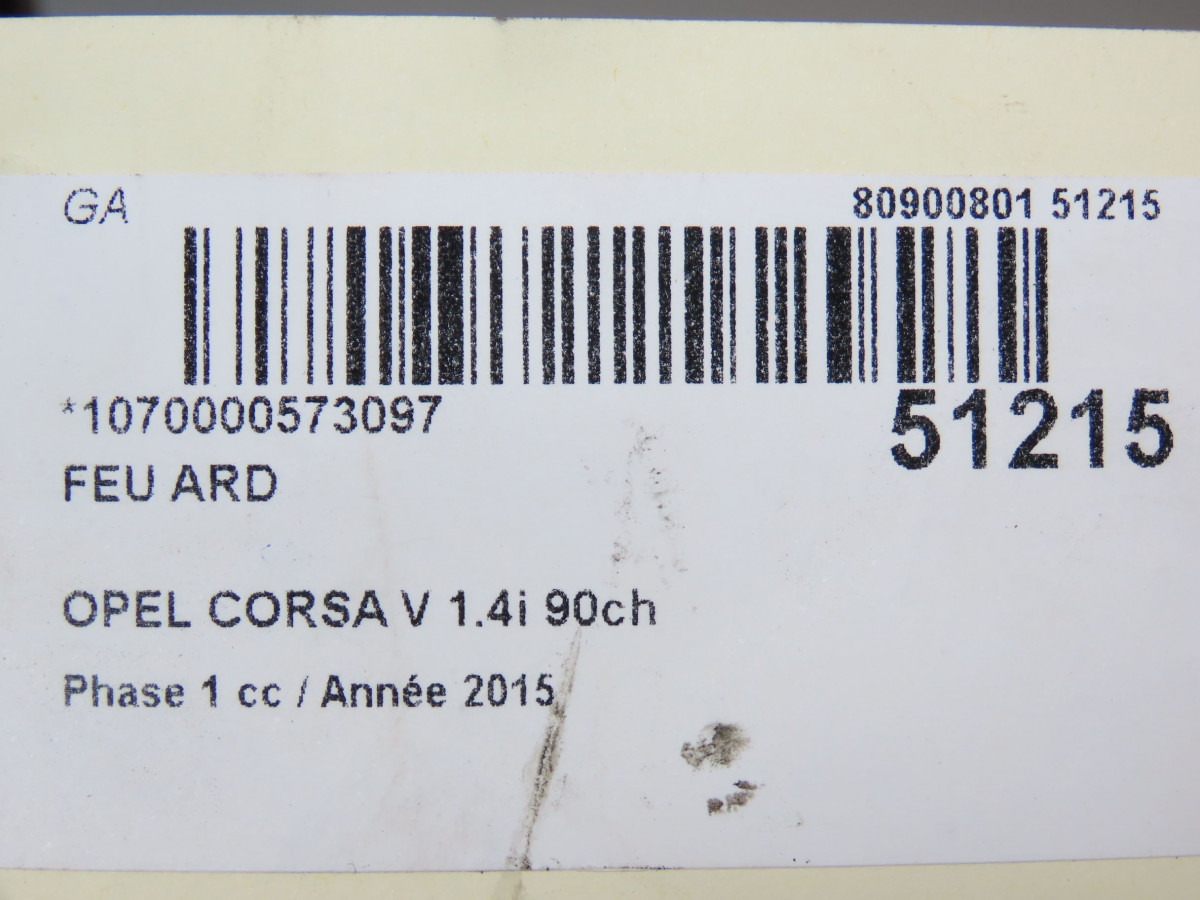 GA
80900801 51215
*1070000573097
51215
FEU ARD
OPEL CORSA V 1.4i 90ch
Phase 1 cc / Année 2015